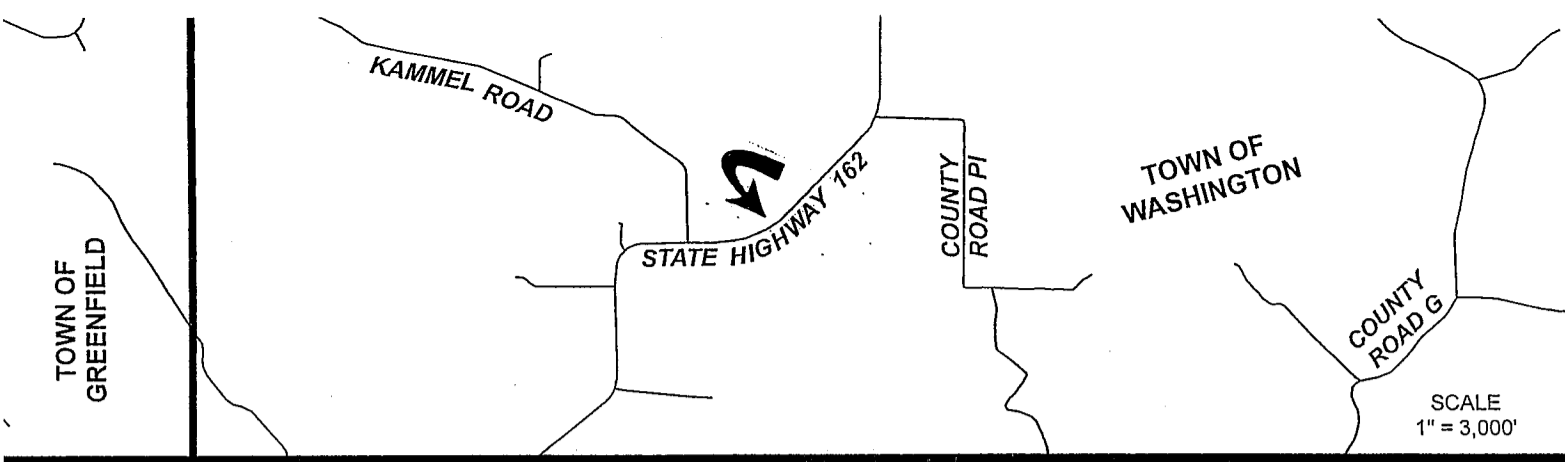 KAMMEL ROAD
STATE HIGHWAY 162
COUNTY
ROAD PI
TOWN OF
WASHINGTON
TOWN OF
GREENFIELD
COUNTY
ROAD G
SCALE
1" = 3,000'